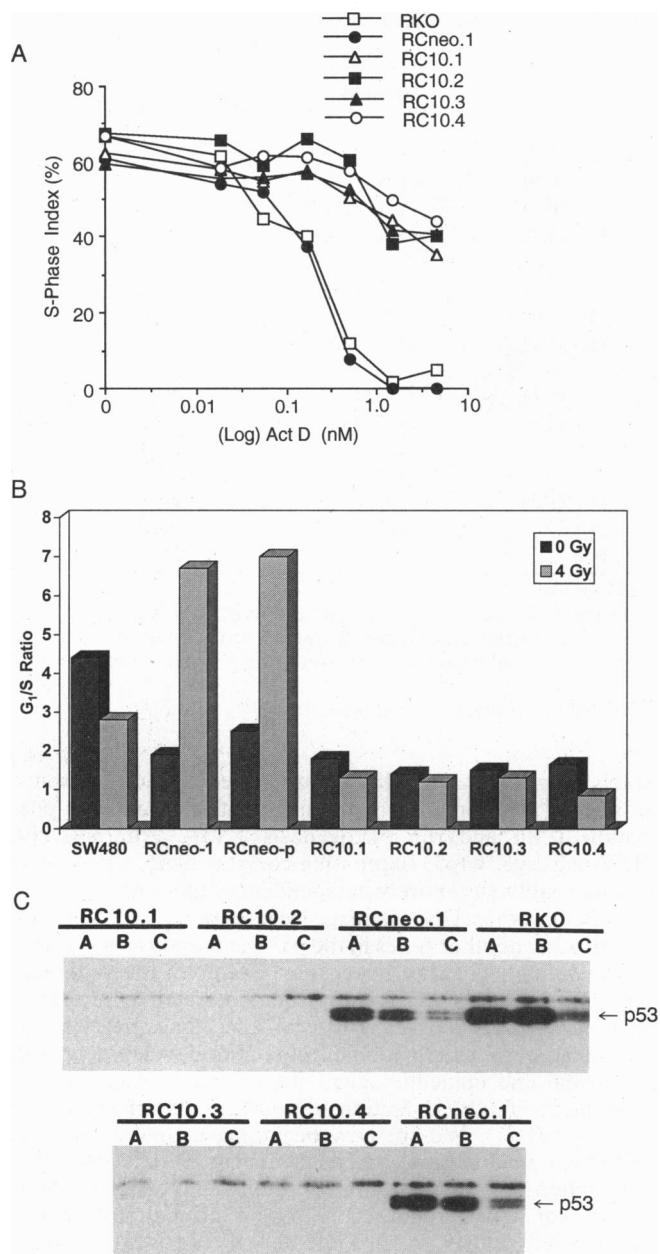 A
RKO
RCneo.1
RC10.1
RC10.2
RC10.3
RC10.4
80
60
40
20
0
S-Phase Index (%)
0 0.01 0.1 1.0 10
(Log) Act D (nM)
B
8
7
6
5
4
3
2
1
0
G1/S Ratio
0 Gy
4 Gy
SW480 RCneo-1 RCneo-p RC10.1 RC10.2 RC10.3 RC10.4
C
RC10.1 RC10.2 RCneo.1 RKO
A B C A B C A B C A B C
← p53
RC10.3 RC10.4 RCneo.1
A B C A B C A B C
← p53